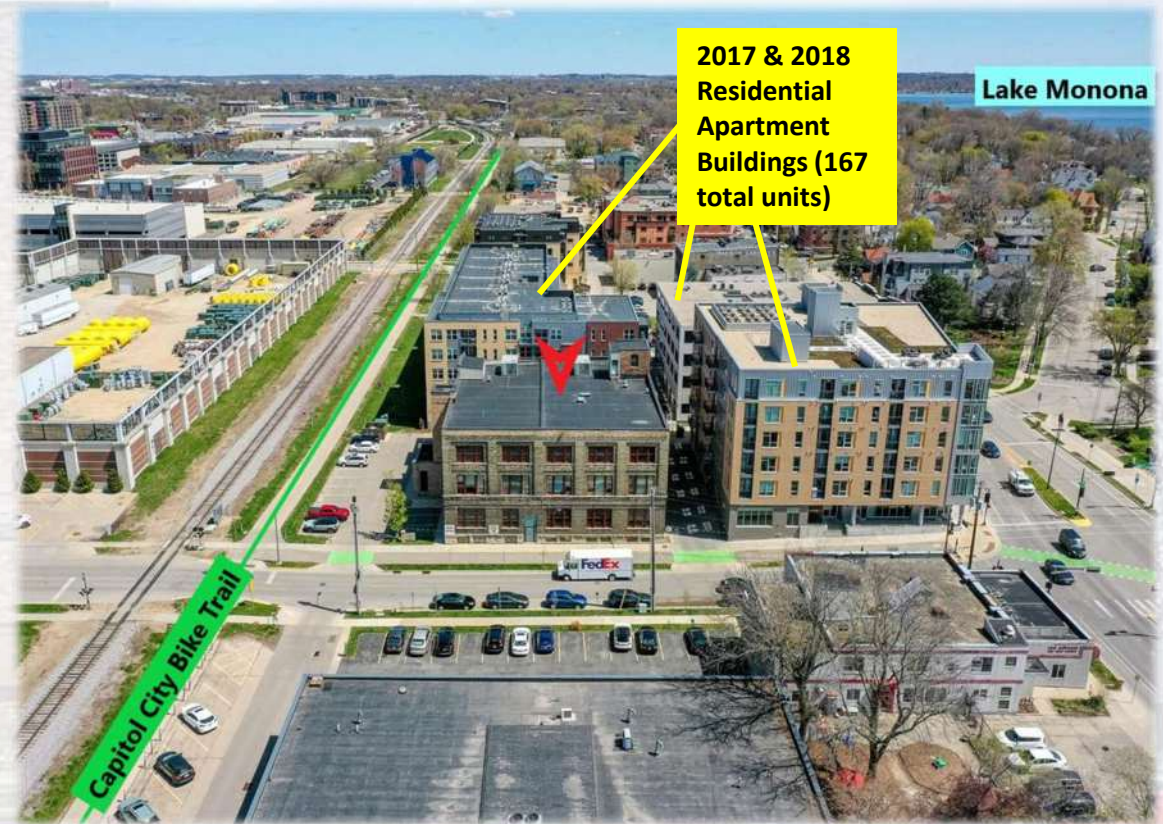 2017 & 2018
Residential
Apartment
Buildings (167
total units)
Lake Monona
FedEx
Capitol City Bike Trail